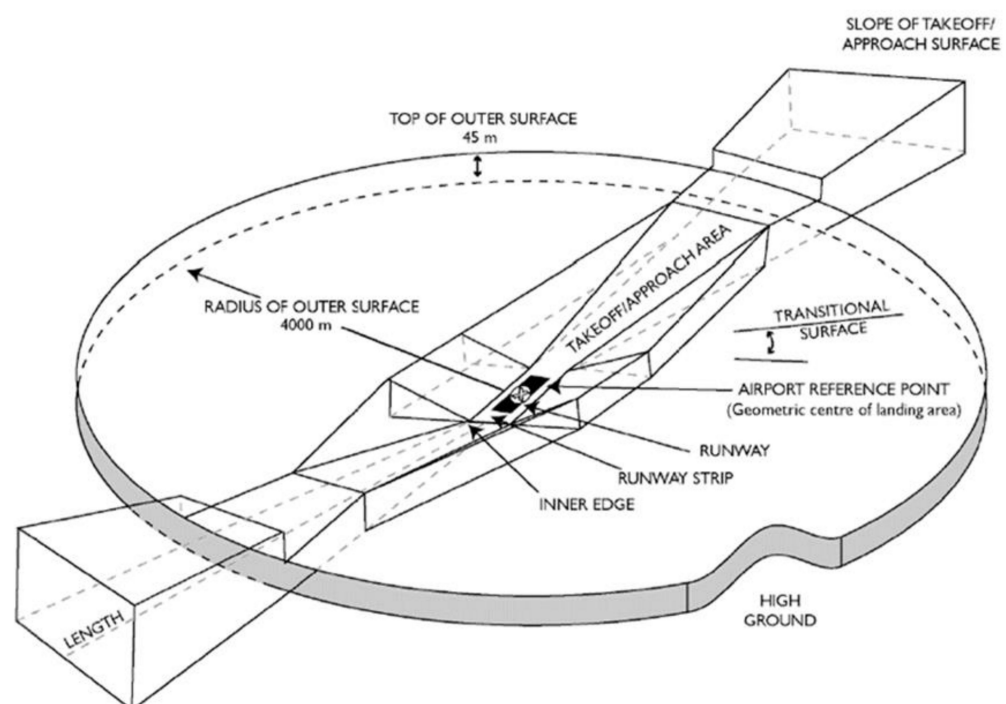 SLOPE OF TAKEOFF/
APPROACH SURFACE
TOP OF OUTER SURFACE
45 m
TAKEOFF/APPROACH AREA
RADIUS OF OUTER SURFACE
4000 m
TRANSITIONAL
SURFACE
AIRPORT REFERENCE POINT
(Geometric centre of landing area)
RUNWAY
RUNWAY STRIP
INNER EDGE
HIGH
GROUND
LENGTH